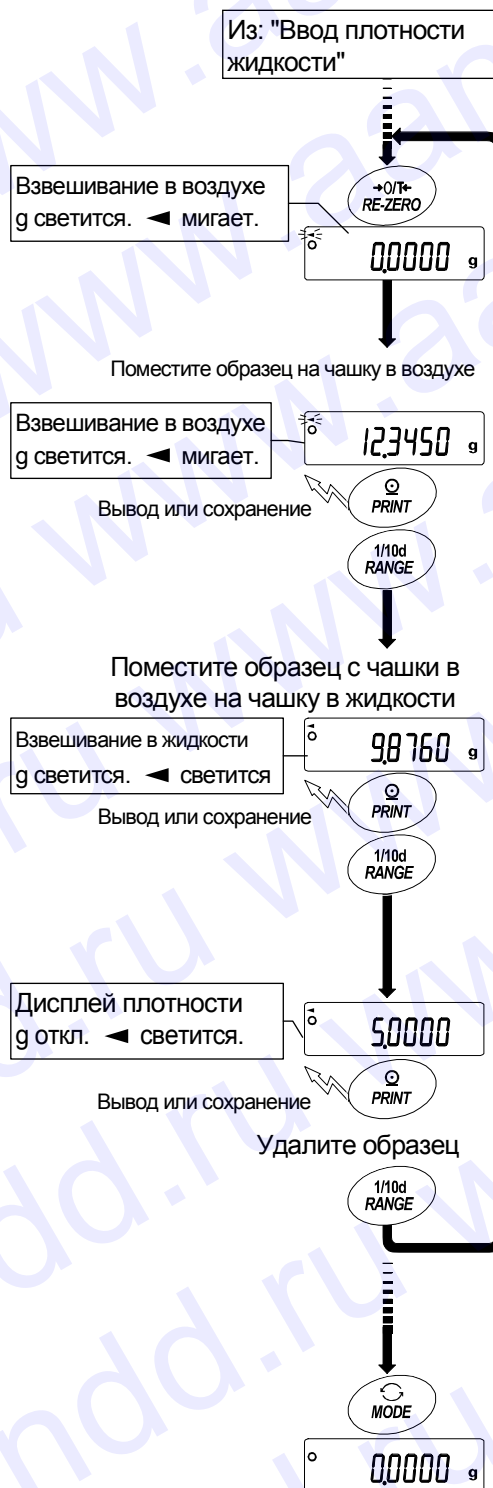 Из: "Ввод плотности
жидкости"
→0/T←
RE-ZERO
Взвешивание в воздухе
g светится. ◄ мигает.
0.0000 g
Поместите образец на чашку в воздухе
Взвешивание в воздухе
g светится. ◄ мигает.
12.3450 g
Вывод или сохранение
PRINT
1/10d
RANGE
Поместите образец с чашки в
воздухе на чашку в жидкости
Взвешивание в жидкости
g светится. ◄ светится
9.8760 g
Вывод или сохранение
PRINT
1/10d
RANGE
Дисплей плотности
g откл. ◄ светится.
5.0000
Вывод или сохранение
PRINT
Удалите образец
1/10d
RANGE
MODE
0.0000 g